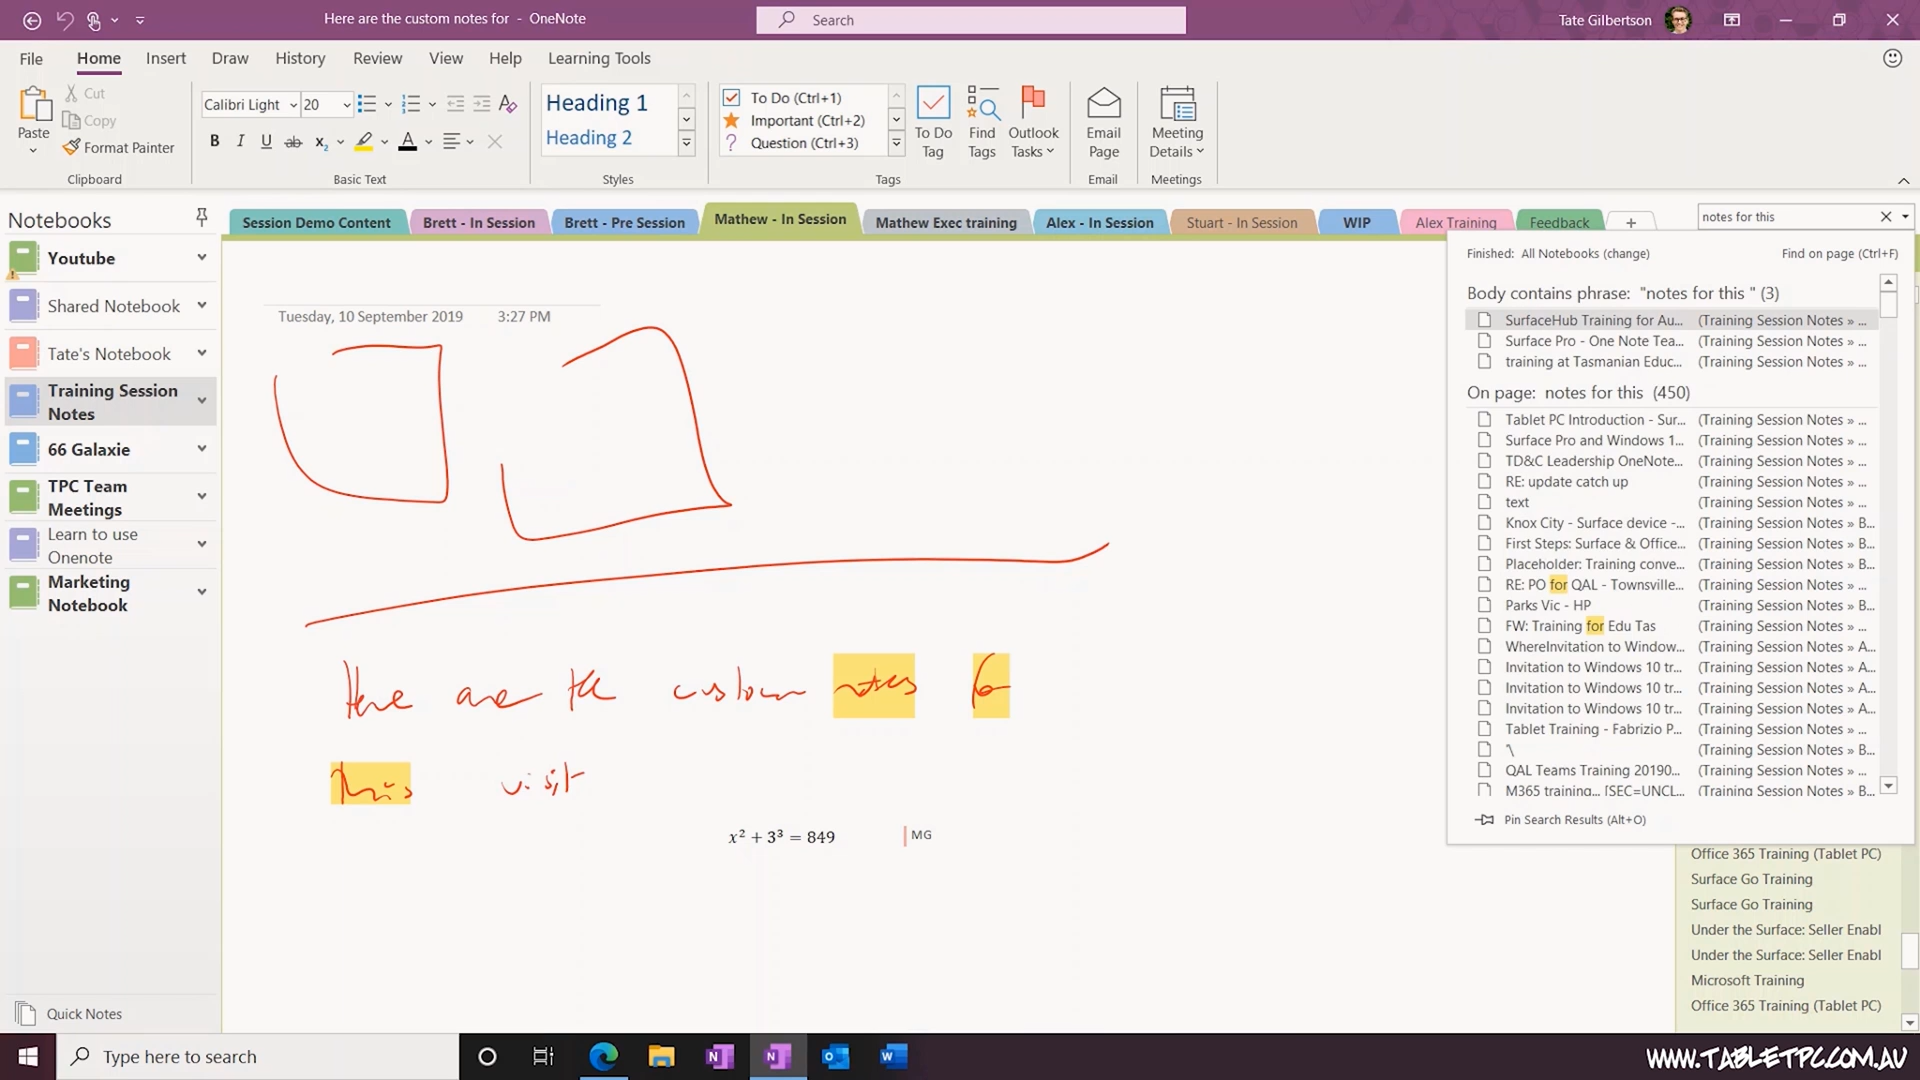 Here are the custom notes for - OneNote
Search
Tate Gilbertson
File Home Insert Draw History Review View Help Learning Tools
Paste
Cut
Copy
Format Painter
Clipboard
Calibri Light 20
B I U ab x₂ A
Basic Text
Heading 1
Heading 2
Styles
To Do (Ctrl+1)
Important (Ctrl+2)
Question (Ctrl+3)
To Do Tag
Find Tags
Outlook Tasks
Tags
Email Page
Email
Meeting Details
Meetings
Notebooks
Youtube
Shared Notebook
Tate's Notebook
Training Session Notes
66 Galaxie
TPC Team Meetings
Learn to use Onenote
Marketing Notebook
Quick Notes
Session Demo Content
Brett - In Session
Brett - Pre Session
Mathew - In Session
Mathew Exec training
Alex - In Session
Stuart - In Session
WIP
Alex Training
Feedback
+
notes for this
Tuesday, 10 September 2019 3:27 PM
Here are the custom notes for
this visit
x² + 3³ = 849
MG
Finished: All Notebooks (change) Find on page (Ctrl+F)
Body contains phrase: "notes for this " (3)
SurfaceHub Training for Au... (Training Session Notes » ...
Surface Pro - One Note Tea... (Training Session Notes » ...
training at Tasmanian Educ... (Training Session Notes » ...
On page: notes for this (450)
Tablet PC Introduction - Sur... (Training Session Notes » ...
Surface Pro and Windows 1... (Training Session Notes » ...
TD&C Leadership OneNote... (Training Session Notes » ...
RE: update catch up (Training Session Notes » ...
text (Training Session Notes » ...
Knox City - Surface device -... (Training Session Notes » B...
First Steps: Surface & Office... (Training Session Notes » B...
Placeholder: Training conve... (Training Session Notes » B...
RE: PO for QAL - Townsville... (Training Session Notes » ...
Parks Vic - HP (Training Session Notes » B...
FW: Training for Edu Tas (Training Session Notes » ...
WhereInvitation to Window... (Training Session Notes » A...
Invitation to Windows 10 tr... (Training Session Notes » A...
Invitation to Windows 10 tr... (Training Session Notes » A...
Invitation to Windows 10 tr... (Training Session Notes » A...
Tablet Training - Fabrizio P... (Training Session Notes » ...
'\ (Training Session Notes » B...
QAL Teams Training 20190... (Training Session Notes » ...
M365 training... [SEC=UNCL... (Training Session Notes » B...
Pin Search Results (Alt+O)
Office 365 Training (Tablet PC)
Surface Go Training
Surface Go Training
Under the Surface: Seller Enabl
Under the Surface: Seller Enabl
Microsoft Training
Office 365 Training (Tablet PC)
Type here to search
WWW.TABLETPC.COM.AU